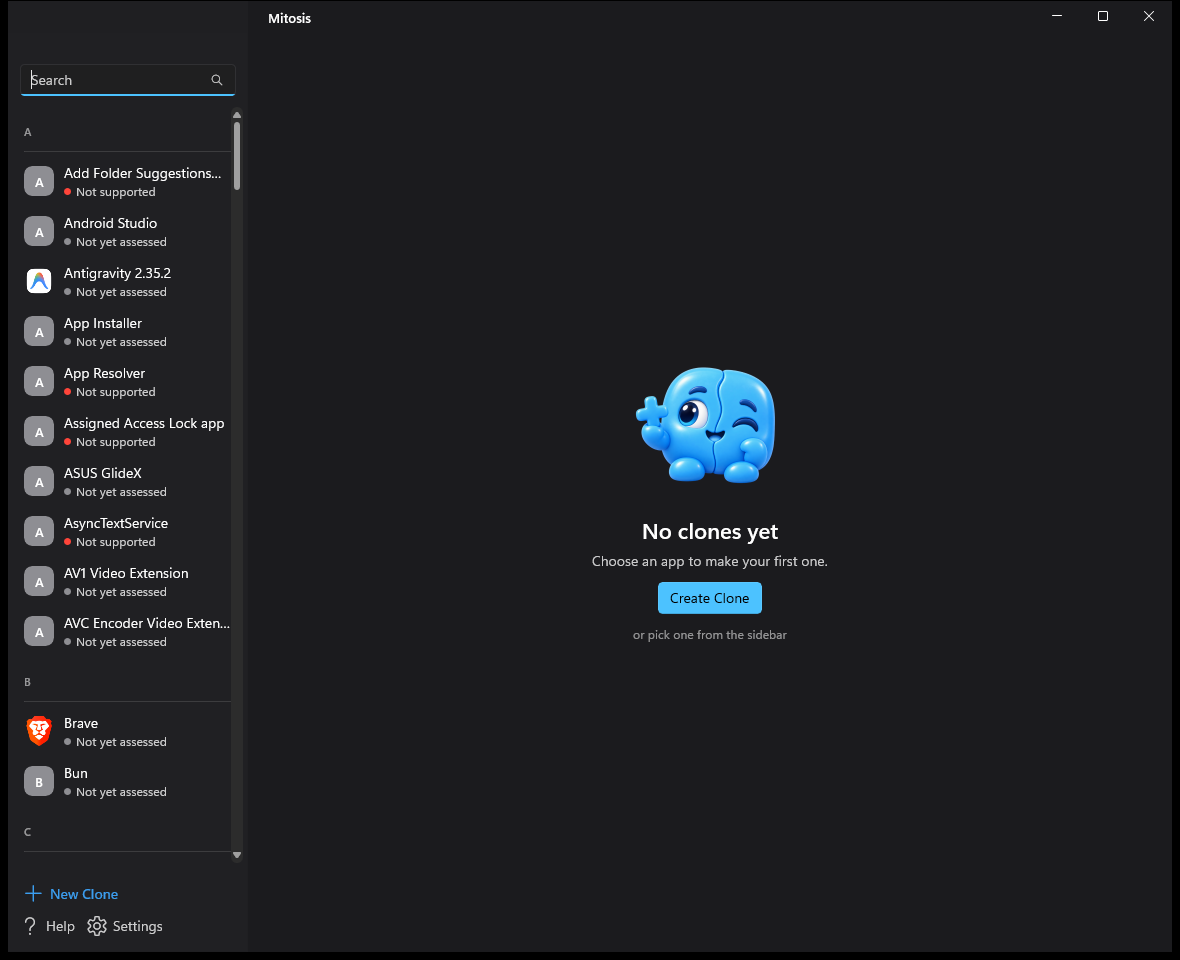 Mitosis
Search
A
A
Add Folder Suggestions...
Not supported
A
Android Studio
Not yet assessed
Antigravity 2.35.2
Not yet assessed
A
App Installer
Not yet assessed
A
App Resolver
Not supported
A
Assigned Access Lock app
Not supported
A
ASUS GlideX
Not yet assessed
A
AsyncTextService
Not supported
A
AV1 Video Extension
Not yet assessed
A
AVC Encoder Video Exten...
Not yet assessed
B
Brave
Not yet assessed
B
Bun
Not yet assessed
C
New Clone
? Help
Settings
No clones yet
Choose an app to make your first one.
Create Clone
or pick one from the sidebar